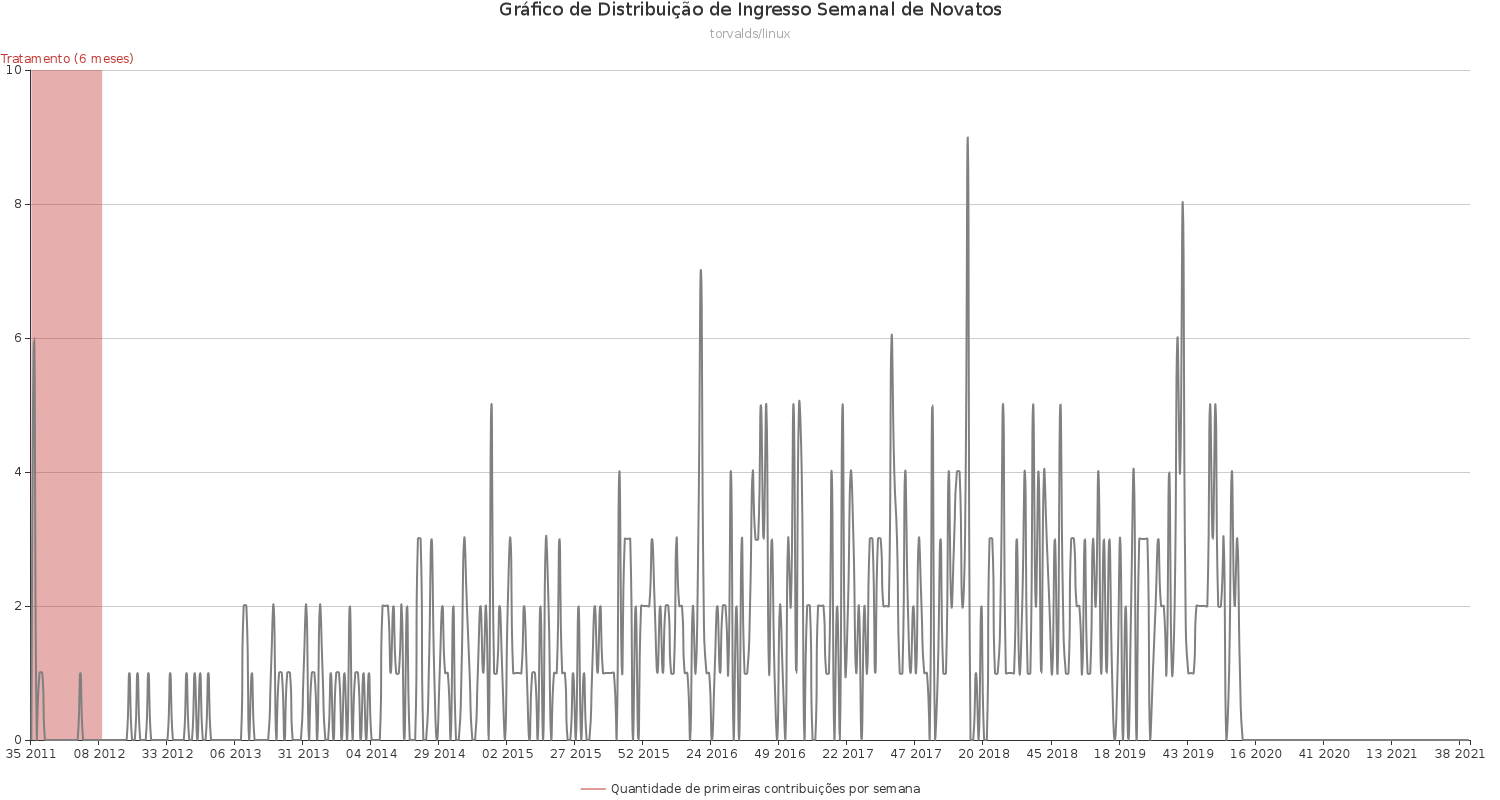 Gráfico de Distribuição de Ingresso Semanal de Novatos
torvalds/linux
Tratamento (6 meses)
10
8
6
4
2
0
35 2011 08 2012 33 2012 06 2013 31 2013 04 2014 29 2014 02 2015 27 2015 52 2015 24 2016 49 2016 22 2017 47 2017 20 2018 45 2018 18 2019 43 2019 16 2020 41 2020 13 2021 38 2021
Quantidade de primeiras contribuições por semana